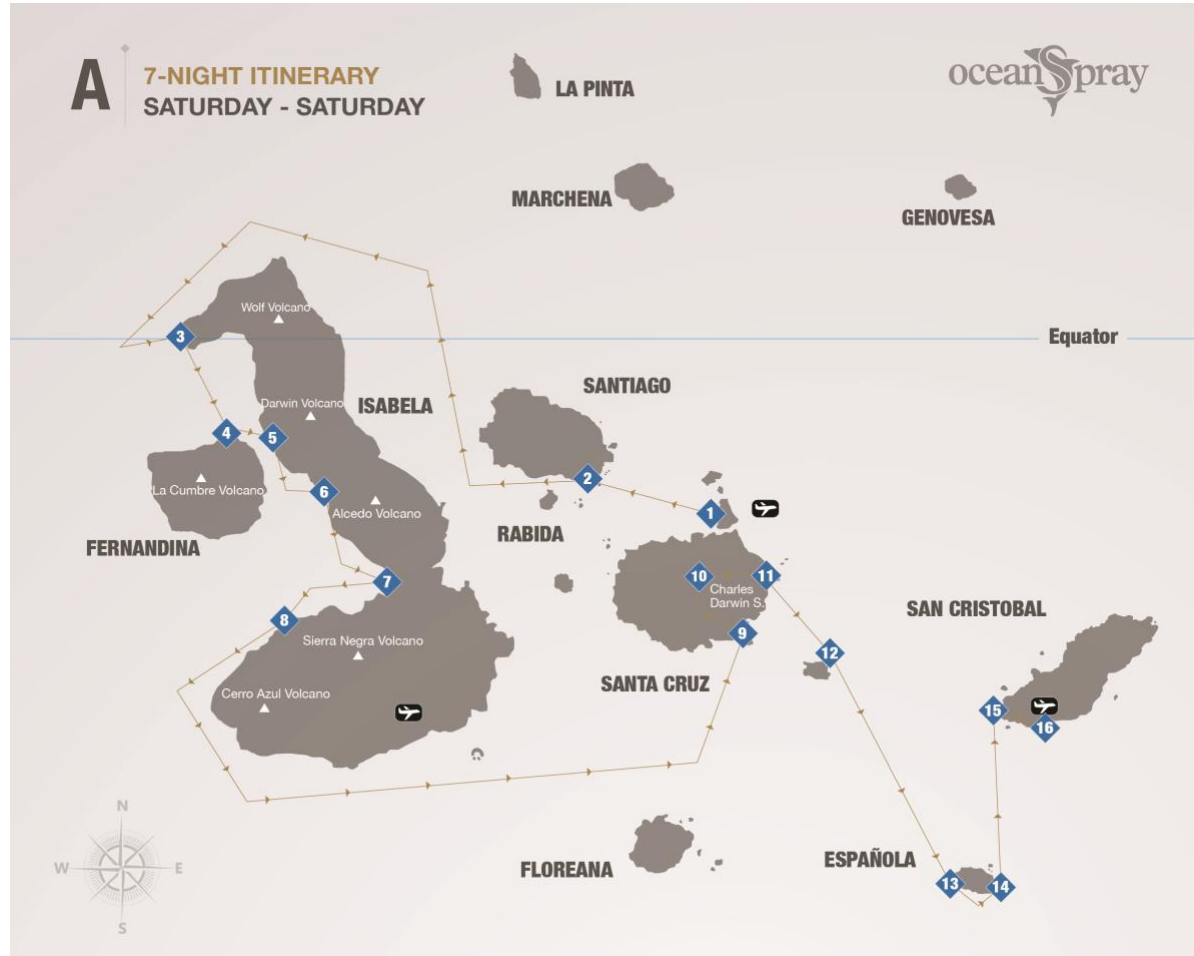 A
7-NIGHT ITINERARY
SATURDAY - SATURDAY
oceanSpray
LA PINTA
MARCHENA
GENOVESA
Wolf Volcano
3
Equator
SANTIAGO
Darwin Volcano
ISABELA
4
5
2
La Cumbre Volcano
6
Alcedo Volcano
1
RABIDA
FERNANDINA
7
10
11
Charles
Darwin S.
SAN CRISTOBAL
8
9
Sierra Negra Volcano
12
SANTA CRUZ
Cerro Azul Volcano
15
16
N
W
E
S
FLOREANA
ESPAÑOLA
13
14